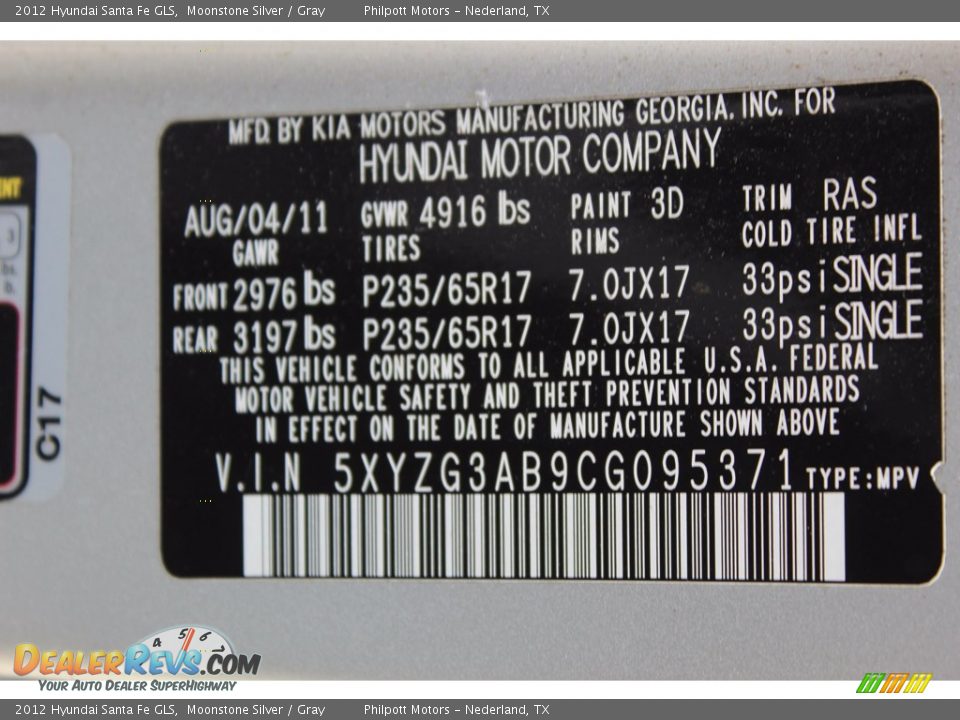 2012 Hyundai Santa Fe GLS, Moonstone Silver / Gray Philpott Motors - Nederland, TX
MFD. BY KIA MOTORS MANUFACTURING GEORGIA, INC. FOR
HYUNDAI MOTOR COMPANY
AUG/04/11 GVWR 4916 lbs PAINT 3D TRIM RAS
GAWR TIRES RIMS COLD TIRE INFL
FRONT 2976 lbs P235/65R17 7.0JX17 33psi SINGLE
REAR 3197 lbs P235/65R17 7.0JX17 33psi SINGLE
THIS VEHICLE CONFORMS TO ALL APPLICABLE U.S.A. FEDERAL
MOTOR VEHICLE SAFETY AND THEFT PREVENTION STANDARDS
IN EFFECT ON THE DATE OF MANUFACTURE SHOWN ABOVE
V.I.N 5XYZG3AB9CG095371 TYPE:MPV
C17
4 5 6
DEALERREVS.COM
YOUR AUTO DEALER SUPERHIGHWAY
2012 Hyundai Santa Fe GLS, Moonstone Silver / Gray Philpott Motors - Nederland, TX